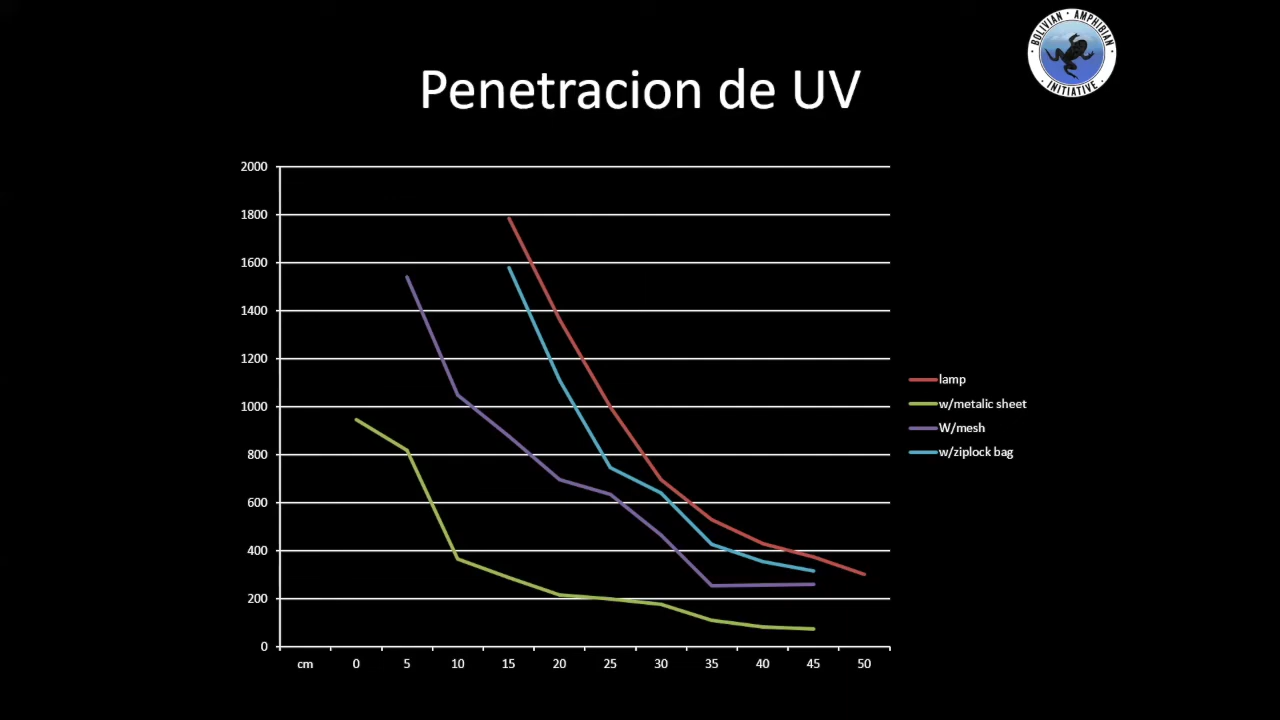 BOLIVIAN · AMPHIBIAN
· INITIATIVE ·
Penetracion de UV
2000
1800
1600
1400
1200
1000
800
600
400
200
0
cm 0 5 10 15 20 25 30 35 40 45 50
lamp
w/metalic sheet
W/mesh
w/ziplock bag